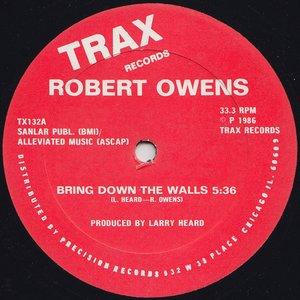 TRAX
RECORDS
ROBERT OWENS
TX132A
SANLAR PUBL. (BMI)/
ALLEVIATED MUSIC (ASCAP)
33.3 RPM
℗ 1986
TRAX RECORDS
BRING DOWN THE WALLS 5:36
(L. HEARD—R. OWENS)
PRODUCED BY LARRY HEARD
DISTRIBUTED BY PRECISION RECORDS 932 W 38 PLACE CHICAGO IL. 60609